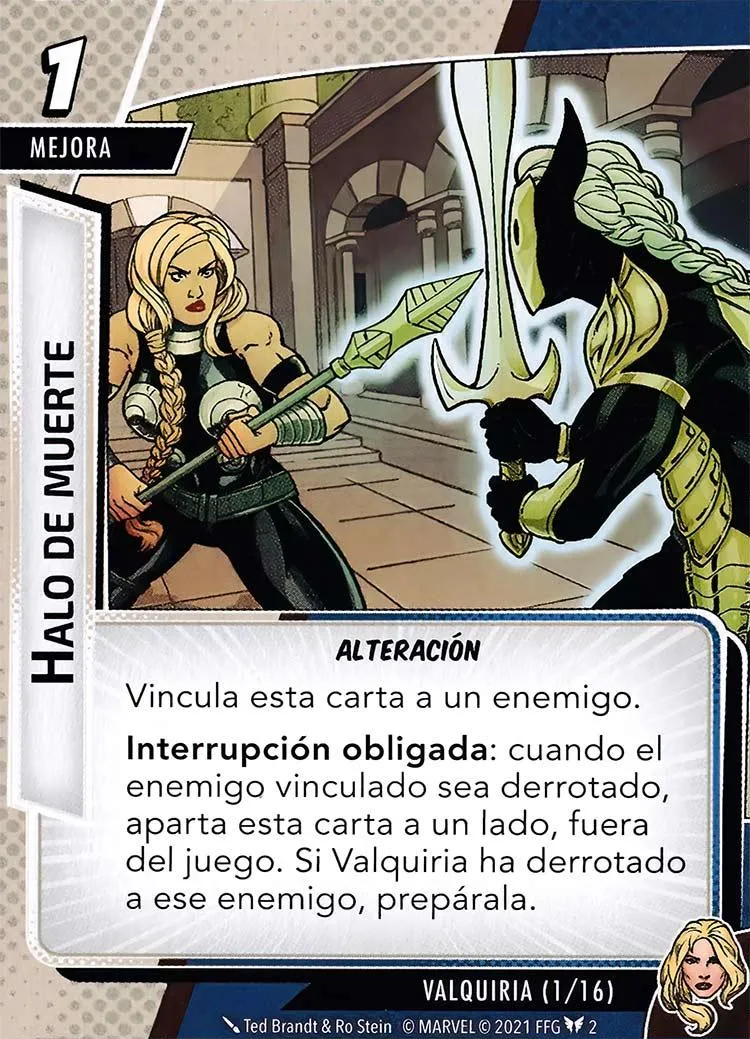 1
MEJORA
HALO DE MUERTE
ALTERACIÓN
Vincula esta carta a un enemigo.
Interrupción obligada: cuando el
enemigo vinculado sea derrotado,
aparta esta carta a un lado, fuera
del juego. Si Valquiria ha derrotado
a ese enemigo, prepárala.
VALQUIRIA (1/16)
Ted Brandt & Ro Stein © MARVEL © 2021 FFG 2